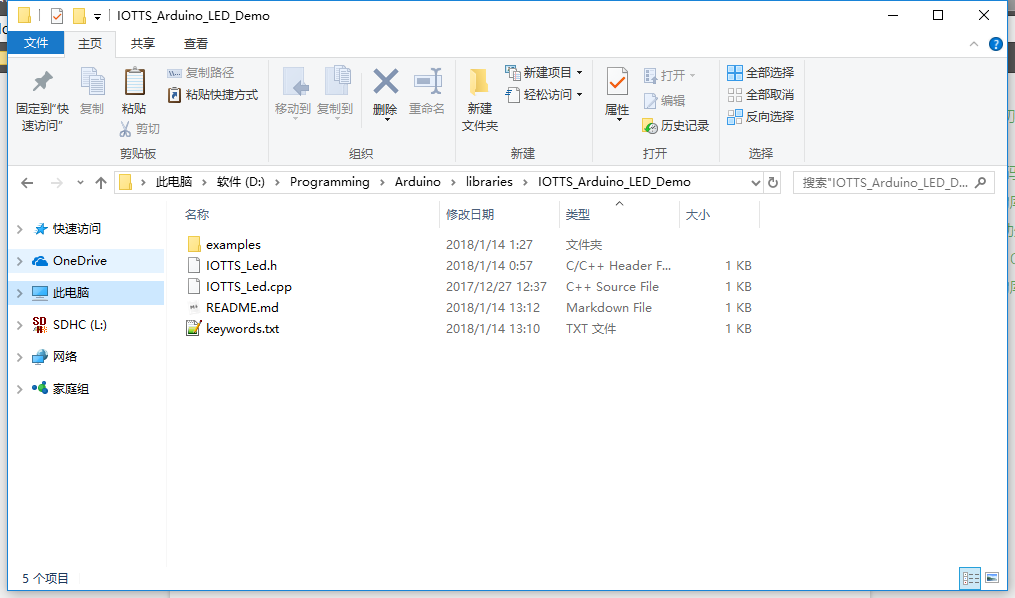 IOTTS_Arduino_LED_Demo
文件 主页 共享 查看
固定到"快速访问"
复制
粘贴
复制路径
粘贴快捷方式
剪切
剪贴板
移动到
复制到
删除
重命名
组织
新建文件夹
新建项目
轻松访问
新建
属性
打开
编辑
历史记录
打开
全部选择
全部取消
反向选择
选择
此电脑 软件 (D:) Programming Arduino libraries IOTTS_Arduino_LED_Demo
搜索"IOTTS_Arduino_LED_D...
快速访问
OneDrive
此电脑
SDHC (L:)
网络
家庭组
名称 修改日期 类型 大小
examples 2018/1/14 1:27 文件夹
IOTTS_Led.h 2018/1/14 0:57 C/C++ Header F... 1 KB
IOTTS_Led.cpp 2017/12/27 12:37 C++ Source File 1 KB
README.md 2018/1/14 13:12 Markdown File 1 KB
keywords.txt 2018/1/14 13:10 TXT 文件 1 KB
5 个项目